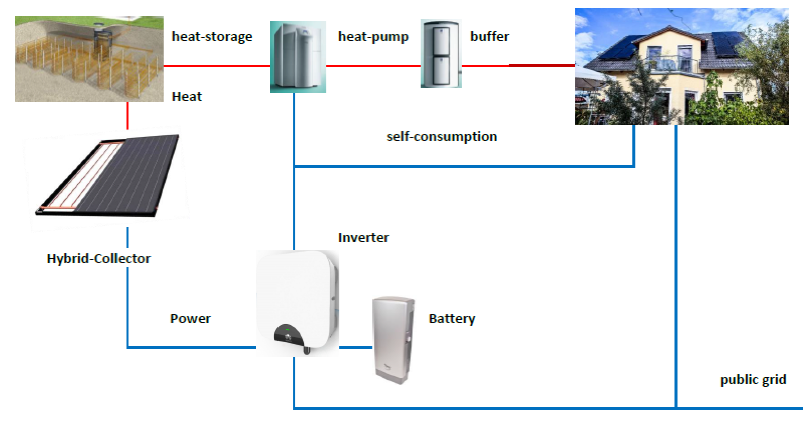 heat-storage
heat-pump
buffer
Heat
self-consumption
Inverter
Hybrid-Collector
Power
Battery
public grid